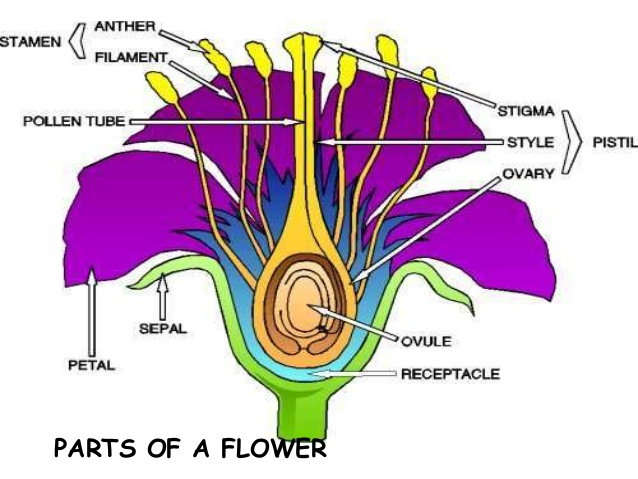 ANTHER
STAMEN
FILAMENT
POLLEN TUBE
STIGMA
STYLE
PISTIL
OVARY
SEPAL
PETAL
OVULE
RECEPTACLE
PARTS OF A FLOWER